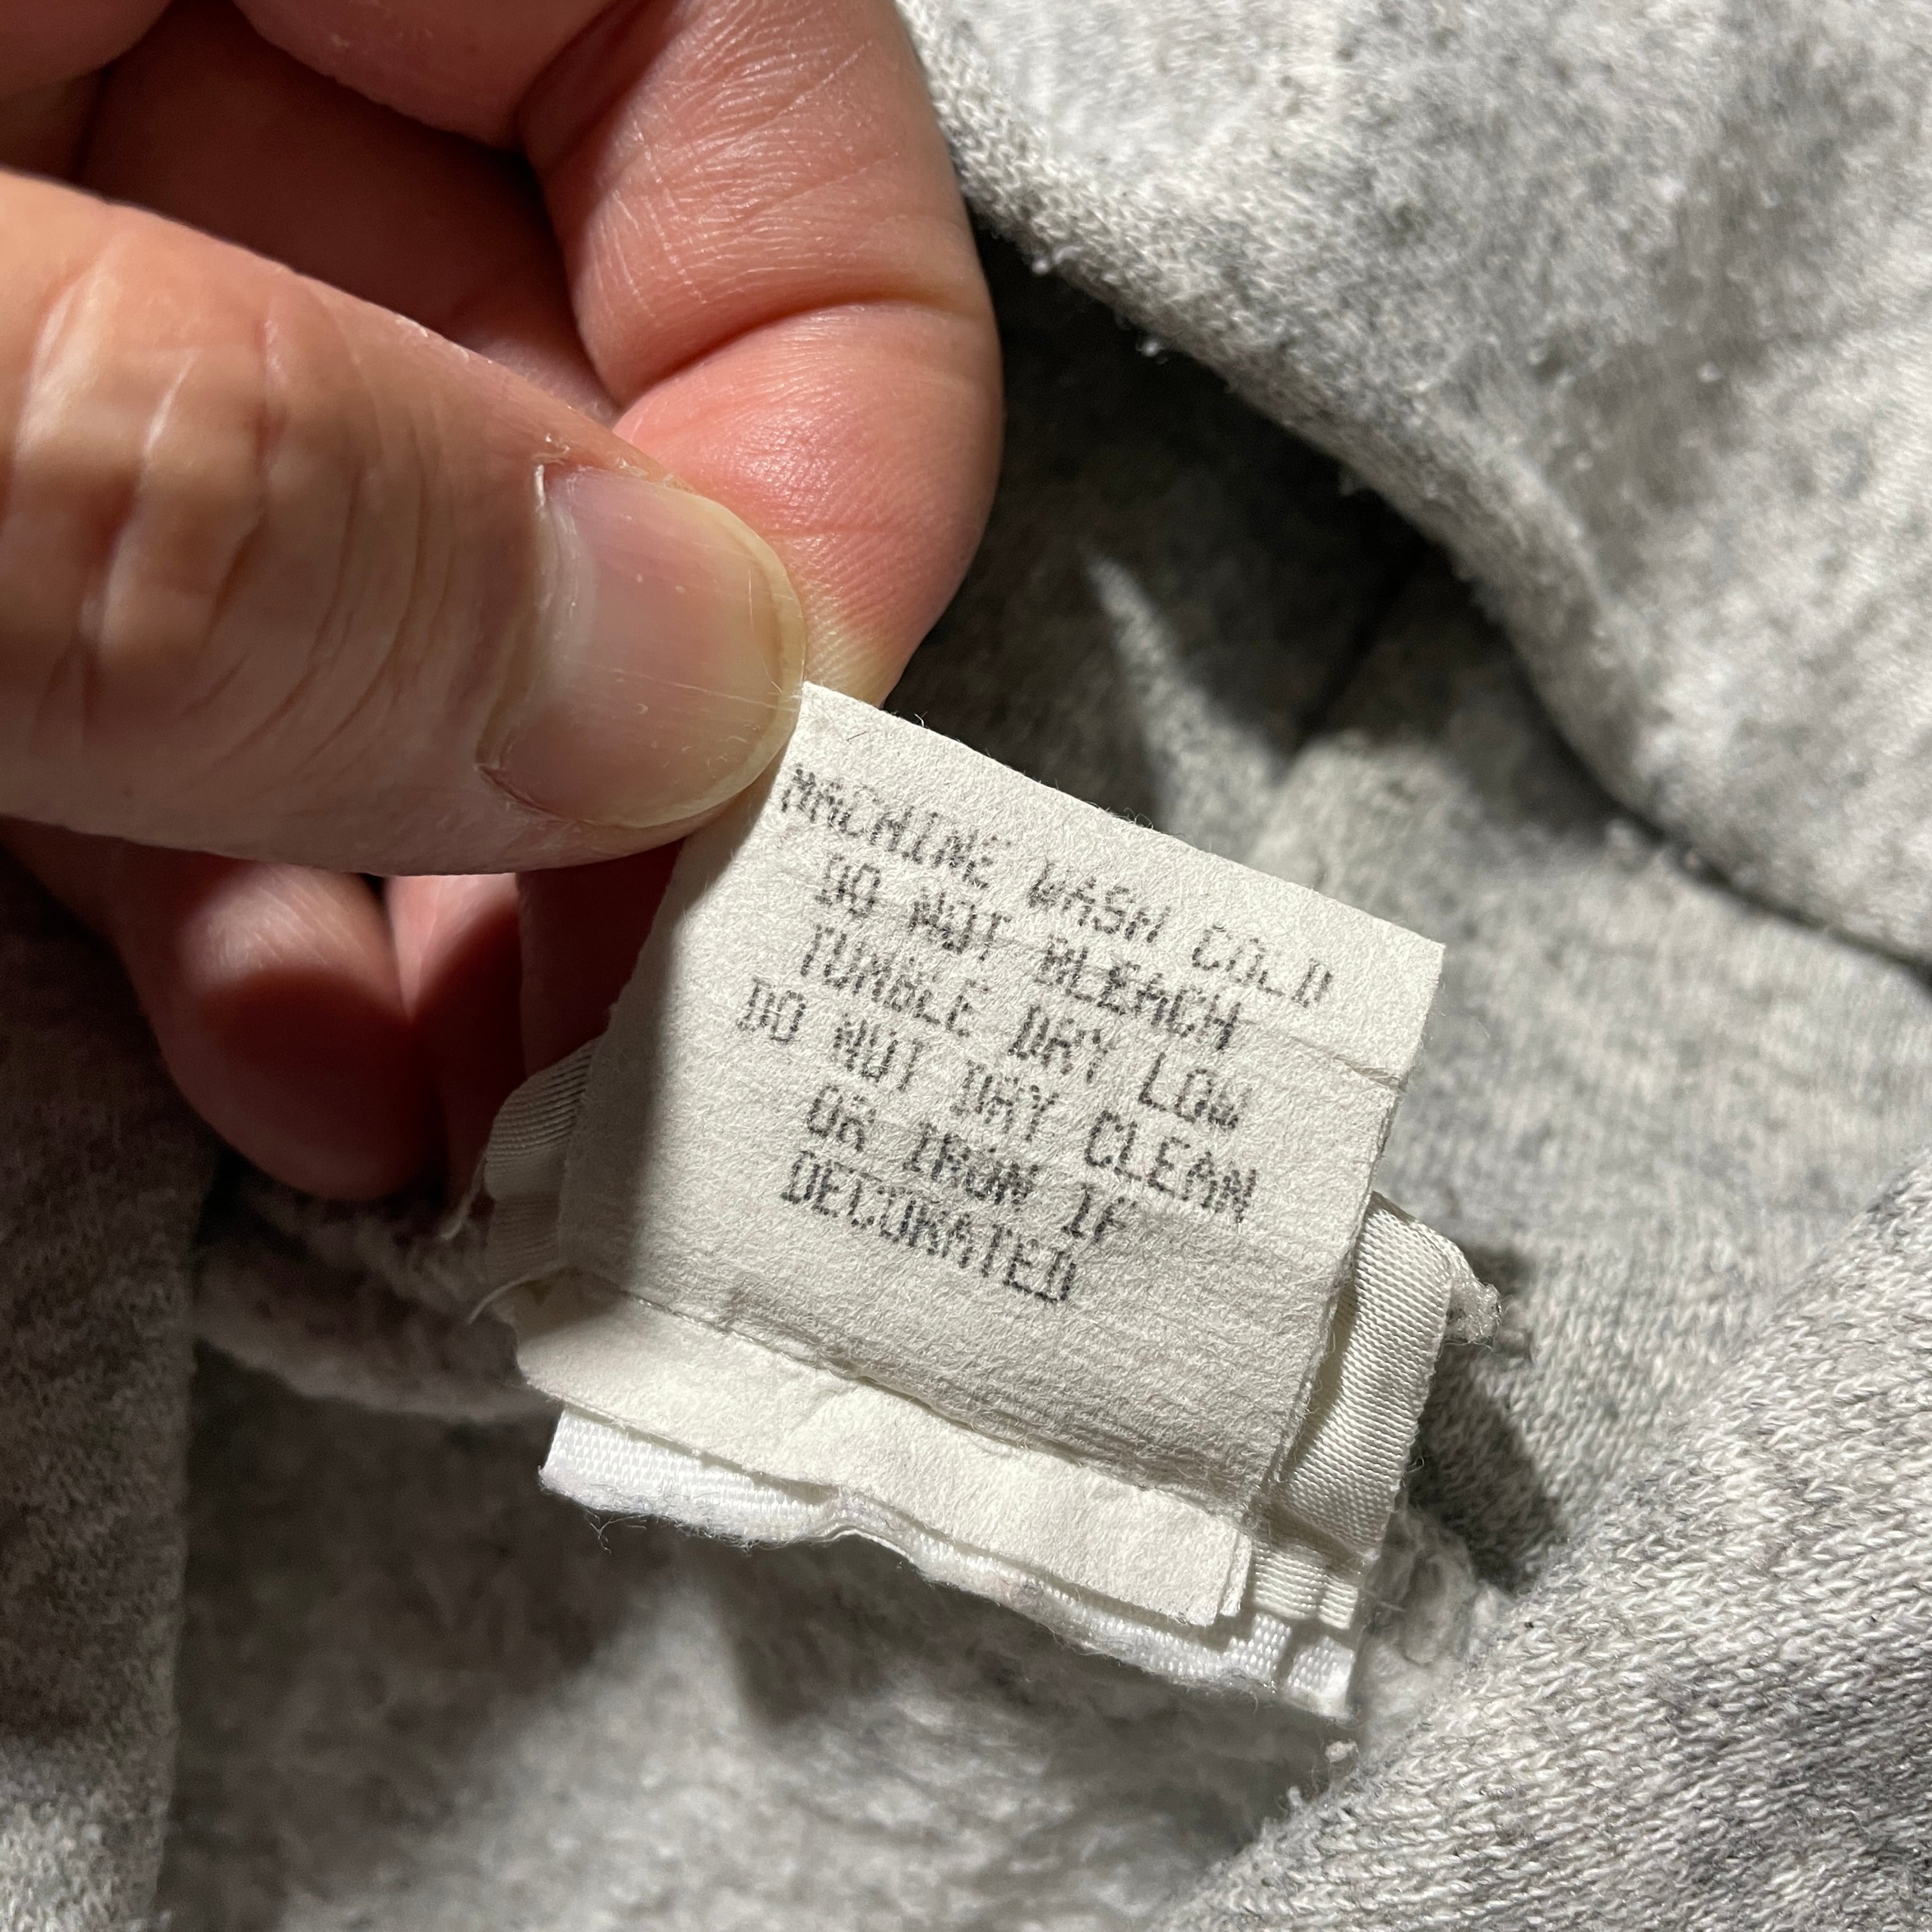 MACHINE WASH COLD
DO NOT BLEACH
TUMBLE DRY LOW
DO NOT DRY CLEAN
OR IRON IF
DECORATED